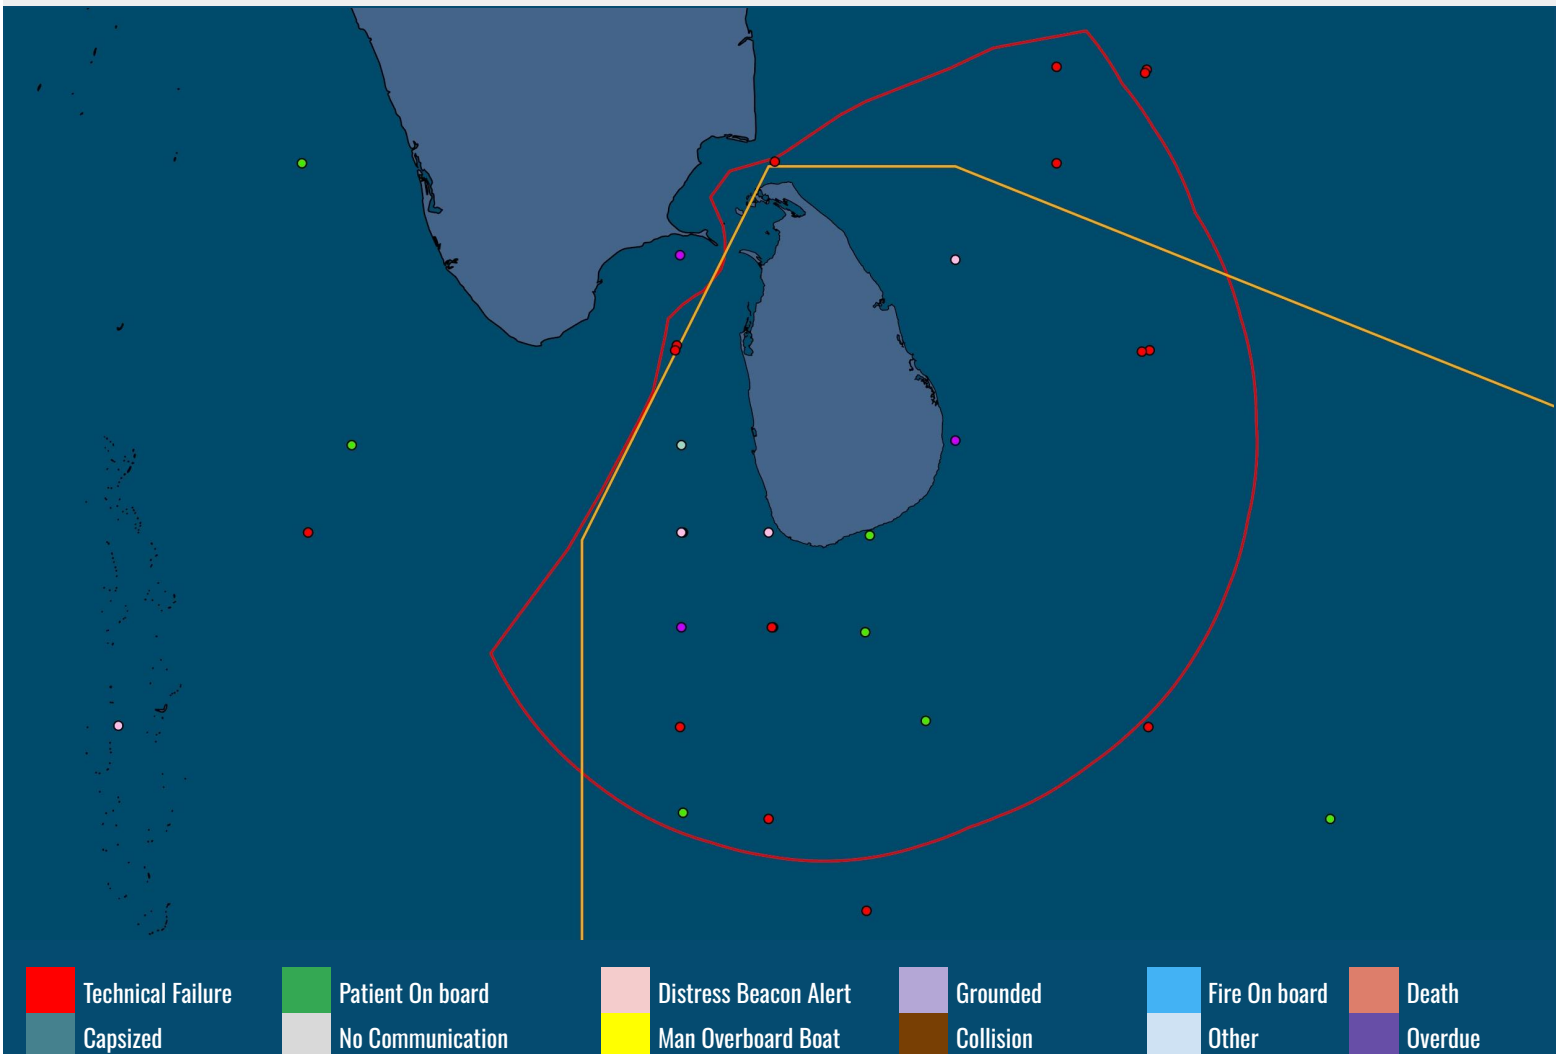 Technical Failure Patient On board Distress Beacon Alert Grounded Fire On board Death
Capsized No Communication Man Overboard Boat Collision Other Overdue